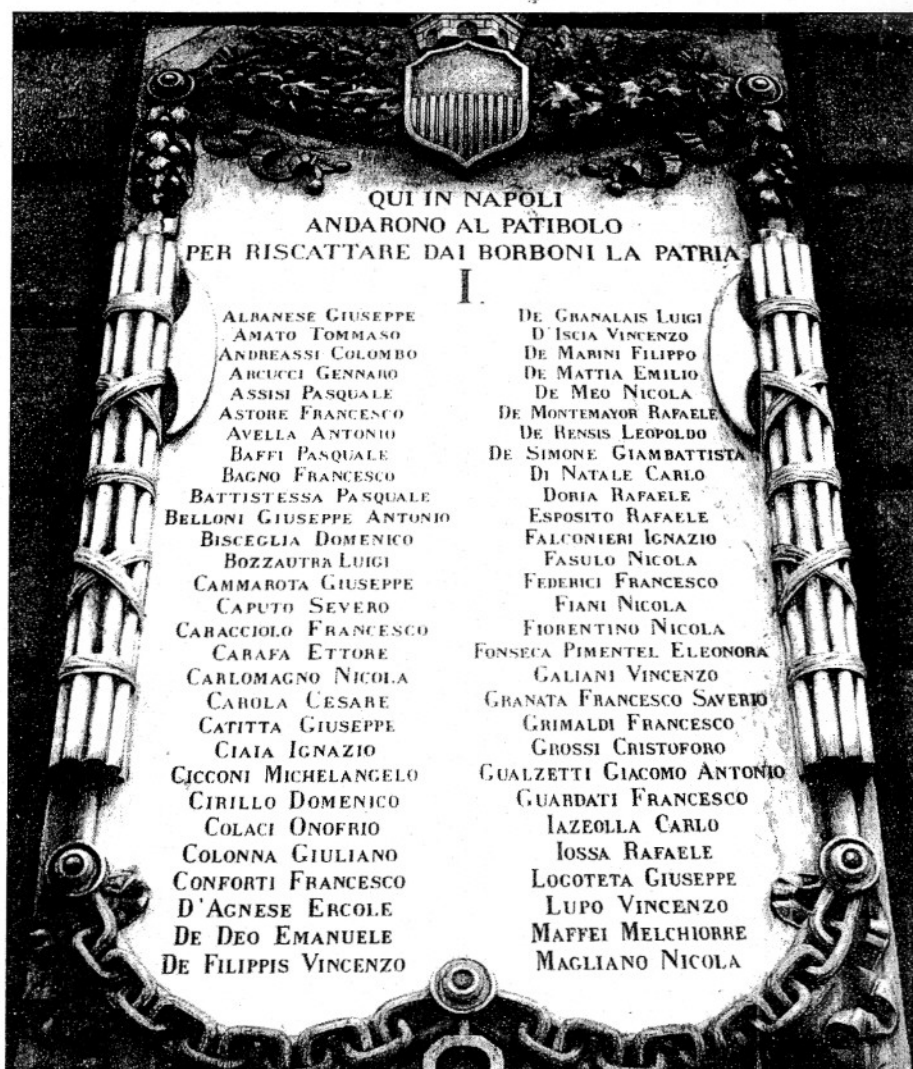 QUI IN NAPOLI
ANDARONO AL PATIBOLO
PER RISCATTARE DAI BORBONI LA PATRIA
I.
ALBANESE GIUSEPPE
AMATO TOMMASO
ANDREASSI COLOMBO
ARCUCCI GENNARO
ASSISI PASQUALE
ASTORE FRANCESCO
AVELLA ANTONIO
BAFFI PASQUALE
BAGNO FRANCESCO
BATTISTESSA PASQUALE
BELLONI GIUSEPPE ANTONIO
BISCEGLIA DOMENICO
BOZZAUTRA LUIGI
CAMMAROTA GIUSEPPE
CAPUTO SEVERO
CARACCIOLO FRANCESCO
CARAFA ETTORE
CARLOMAGNO NICOLA
CAROLA CESARE
CATITTA GIUSEPPE
CIAIA IGNAZIO
CICCONI MICHELANGELO
CIRILLO DOMENICO
COLACI ONOFRIO
COLONNA GIULIANO
CONFORTI FRANCESCO
D'AGNESE ERCOLE
DE DEO EMANUELE
DE FILIPPIS VINCENZO
DE GRANALAIS LUIGI
D'ISCIA VINCENZO
DE MARINI FILIPPO
DE MATTIA EMILIO
DE MEO NICOLA
DE MONTEMAYOR RAFAELE
DE RENSIS LEOPOLDO
DE SIMONE GIAMBATTISTA
DI NATALE CARLO
DORIA RAFAELE
ESPOSITO RAFAELE
FALCONIERI IGNAZIO
FASULO NICOLA
FEDERICI FRANCESCO
FIANI NICOLA
FIORENTINO NICOLA
FONSECA PIMENTEL ELEONORA
GALIANI VINCENZO
GRANATA FRANCESCO SAVERIO
GRIMALDI FRANCESCO
GROSSI CRISTOFORO
GUALZETTI GIACOMO ANTONIO
GUARDATI FRANCESCO
IAZEOLLA CARLO
IOSSA RAFAELE
LOGOTETA GIUSEPPE
LUPO VINCENZO
MAFFEI MELCHIORRE
MAGLIANO NICOLA